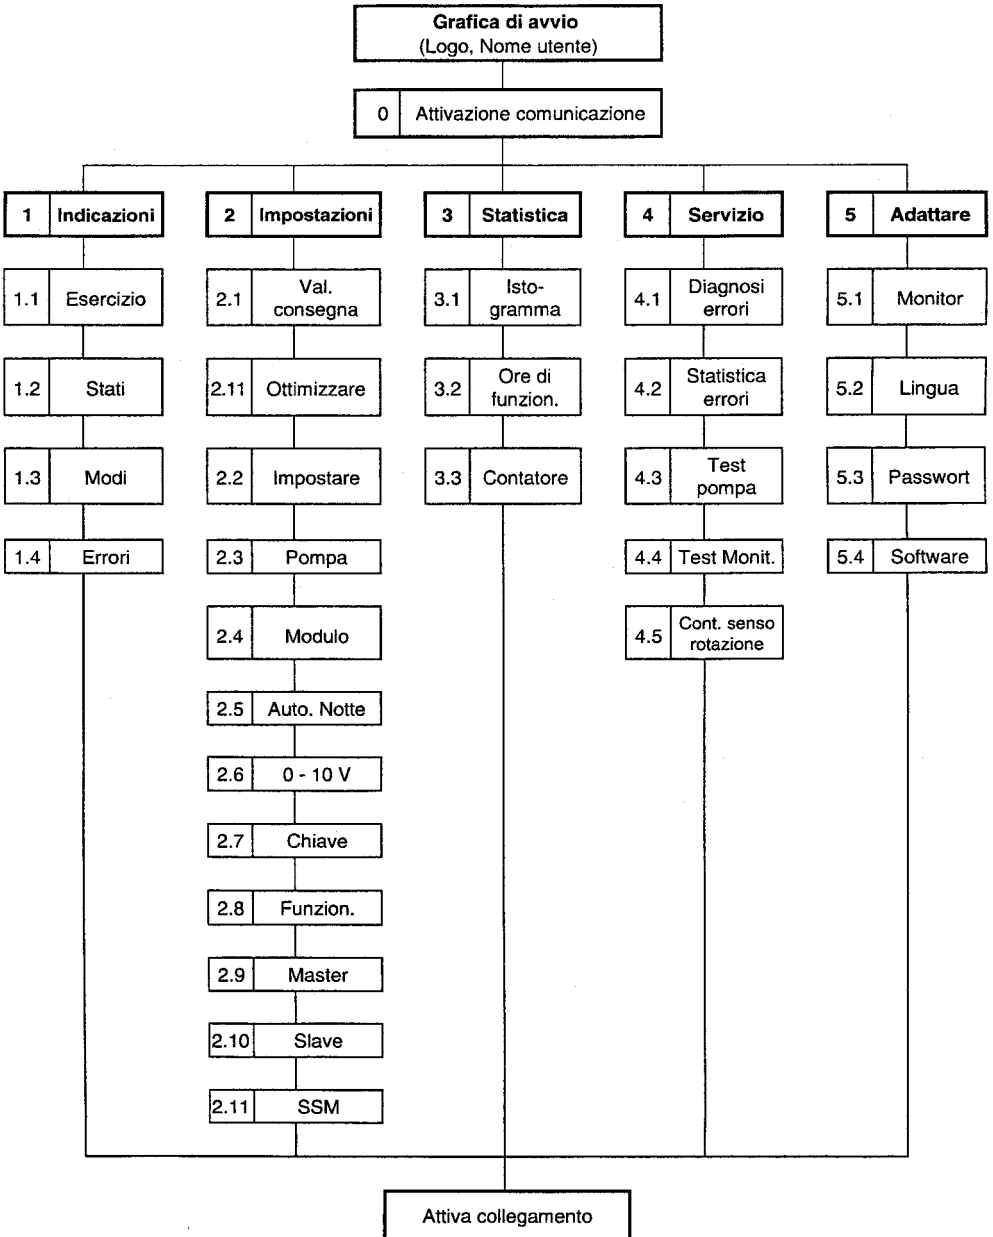 Grafica di avvio
(Logo, Nome utente)
0 Attivazione comunicazione
1 Indicazioni
1.1 Esercizio
1.2 Stati
1.3 Modi
1.4 Errori
2 Impostazioni
2.1 Val.
consegna
2.11 Ottimizzare
2.2 Impostare
2.3 Pompa
2.4 Modulo
2.5 Auto. Notte
2.6 0 - 10 V
2.7 Chiave
2.8 Funzion.
2.9 Master
2.10 Slave
2.11 SSM
3 Statistica
3.1 Isto-
gramma
3.2 Ore di
funzion.
3.3 Contatore
4 Servizio
4.1 Diagnosi
errori
4.2 Statistica
errori
4.3 Test
pompa
4.4 Test Monit.
4.5 Cont. senso
rotazione
5 Adattare
5.1 Monitor
5.2 Lingua
5.3 Passwort
5.4 Software
Attiva collegamento